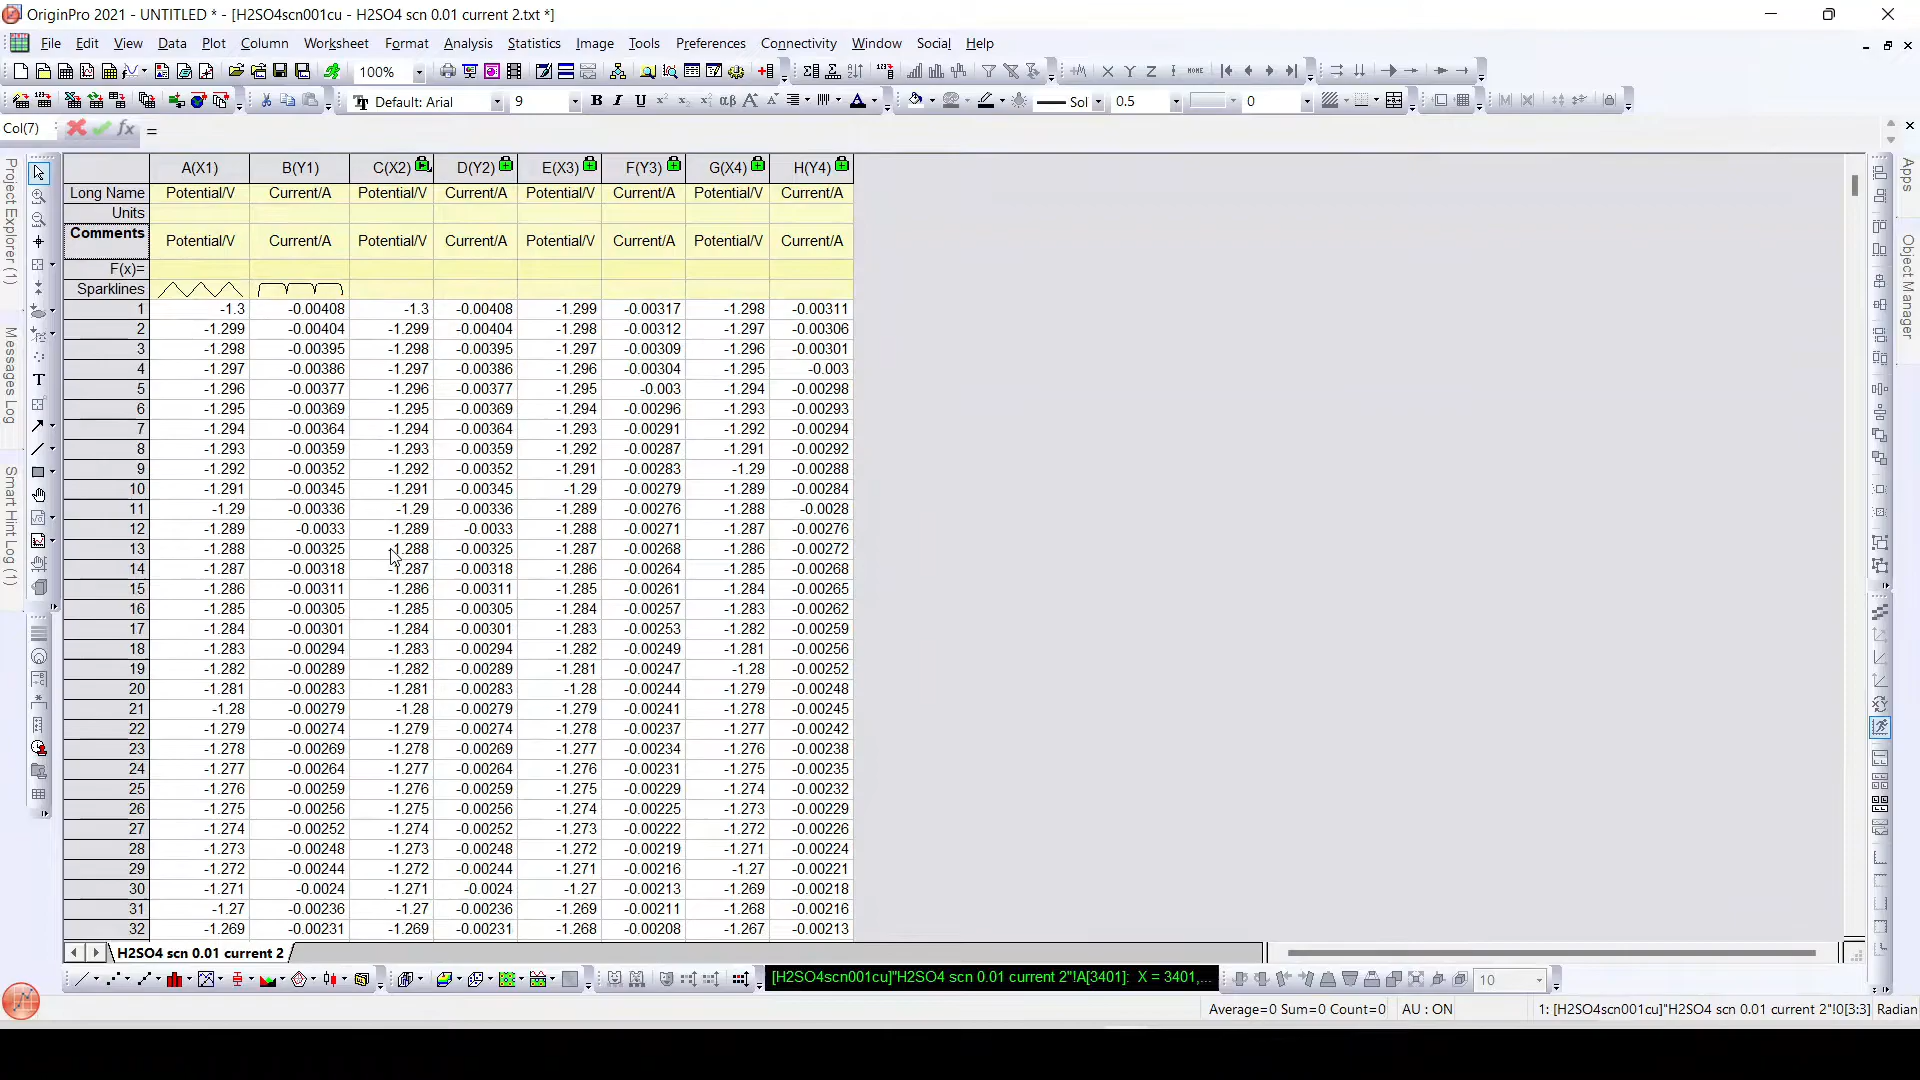 OriginPro 2021 - UNTITLED * - [H2SO4scn001cu - H2SO4 scn 0.01 current 2.txt *]
File Edit View Data Plot Column Worksheet Format Analysis Statistics Image Tools Preferences Connectivity Window Social Help
100%
Default: Arial 9 B I U Sol 0.5 0
Col(7) fx =
Project Explorer (1)
Messages Log
Smart Hint Log (1)
Apps
Object Manager
A(X1) B(Y1) C(X2) D(Y2) E(X3) F(Y3) G(X4) H(Y4)
Long Name Potential/V Current/A Potential/V Current/A Potential/V Current/A Potential/V Current/A
Units
Comments Potential/V Current/A Potential/V Current/A Potential/V Current/A Potential/V Current/A
F(x)=
Sparklines
1 -1.3 -0.00408 -1.3 -0.00408 -1.299 -0.00317 -1.298 -0.00311
2 -1.299 -0.00404 -1.299 -0.00404 -1.298 -0.00312 -1.297 -0.00306
3 -1.298 -0.00395 -1.298 -0.00395 -1.297 -0.00309 -1.296 -0.00301
4 -1.297 -0.00386 -1.297 -0.00386 -1.296 -0.00304 -1.295 -0.003
5 -1.296 -0.00377 -1.296 -0.00377 -1.295 -0.003 -1.294 -0.00298
6 -1.295 -0.00369 -1.295 -0.00369 -1.294 -0.00296 -1.293 -0.00293
7 -1.294 -0.00364 -1.294 -0.00364 -1.293 -0.00291 -1.292 -0.00294
8 -1.293 -0.00359 -1.293 -0.00359 -1.292 -0.00287 -1.291 -0.00292
9 -1.292 -0.00352 -1.292 -0.00352 -1.291 -0.00283 -1.29 -0.00288
10 -1.291 -0.00345 -1.291 -0.00345 -1.29 -0.00279 -1.289 -0.00284
11 -1.29 -0.00336 -1.29 -0.00336 -1.289 -0.00276 -1.288 -0.0028
12 -1.289 -0.0033 -1.289 -0.0033 -1.288 -0.00271 -1.287 -0.00276
13 -1.288 -0.00325 -1.288 -0.00325 -1.287 -0.00268 -1.286 -0.00272
14 -1.287 -0.00318 -1.287 -0.00318 -1.286 -0.00264 -1.285 -0.00268
15 -1.286 -0.00311 -1.286 -0.00311 -1.285 -0.00261 -1.284 -0.00265
16 -1.285 -0.00305 -1.285 -0.00305 -1.284 -0.00257 -1.283 -0.00262
17 -1.284 -0.00301 -1.284 -0.00301 -1.283 -0.00253 -1.282 -0.00259
18 -1.283 -0.00294 -1.283 -0.00294 -1.282 -0.00249 -1.281 -0.00256
19 -1.282 -0.00289 -1.282 -0.00289 -1.281 -0.00247 -1.28 -0.00252
20 -1.281 -0.00283 -1.281 -0.00283 -1.28 -0.00244 -1.279 -0.00248
21 -1.28 -0.00279 -1.28 -0.00279 -1.279 -0.00241 -1.278 -0.00245
22 -1.279 -0.00274 -1.279 -0.00274 -1.278 -0.00237 -1.277 -0.00242
23 -1.278 -0.00269 -1.278 -0.00269 -1.277 -0.00234 -1.276 -0.00238
24 -1.277 -0.00264 -1.277 -0.00264 -1.276 -0.00231 -1.275 -0.00235
25 -1.276 -0.00259 -1.276 -0.00259 -1.275 -0.00229 -1.274 -0.00232
26 -1.275 -0.00256 -1.275 -0.00256 -1.274 -0.00225 -1.273 -0.00229
27 -1.274 -0.00252 -1.274 -0.00252 -1.273 -0.00222 -1.272 -0.00226
28 -1.273 -0.00248 -1.273 -0.00248 -1.272 -0.00219 -1.271 -0.00224
29 -1.272 -0.00244 -1.272 -0.00244 -1.271 -0.00216 -1.27 -0.00221
30 -1.271 -0.0024 -1.271 -0.0024 -1.27 -0.00213 -1.269 -0.00218
31 -1.27 -0.00236 -1.27 -0.00236 -1.269 -0.00211 -1.268 -0.00216
32 -1.269 -0.00231 -1.269 -0.00231 -1.268 -0.00208 -1.267 -0.00213
H2SO4 scn 0.01 current 2
[H2SO4scn001cu]"H2SO4 scn 0.01 current 2"!A[3401]: X = 3401,...
10
Average=0 Sum=0 Count=0 AU : ON 1: [H2SO4scn001cu]"H2SO4 scn 0.01 current 2"!0[3:3] Radian